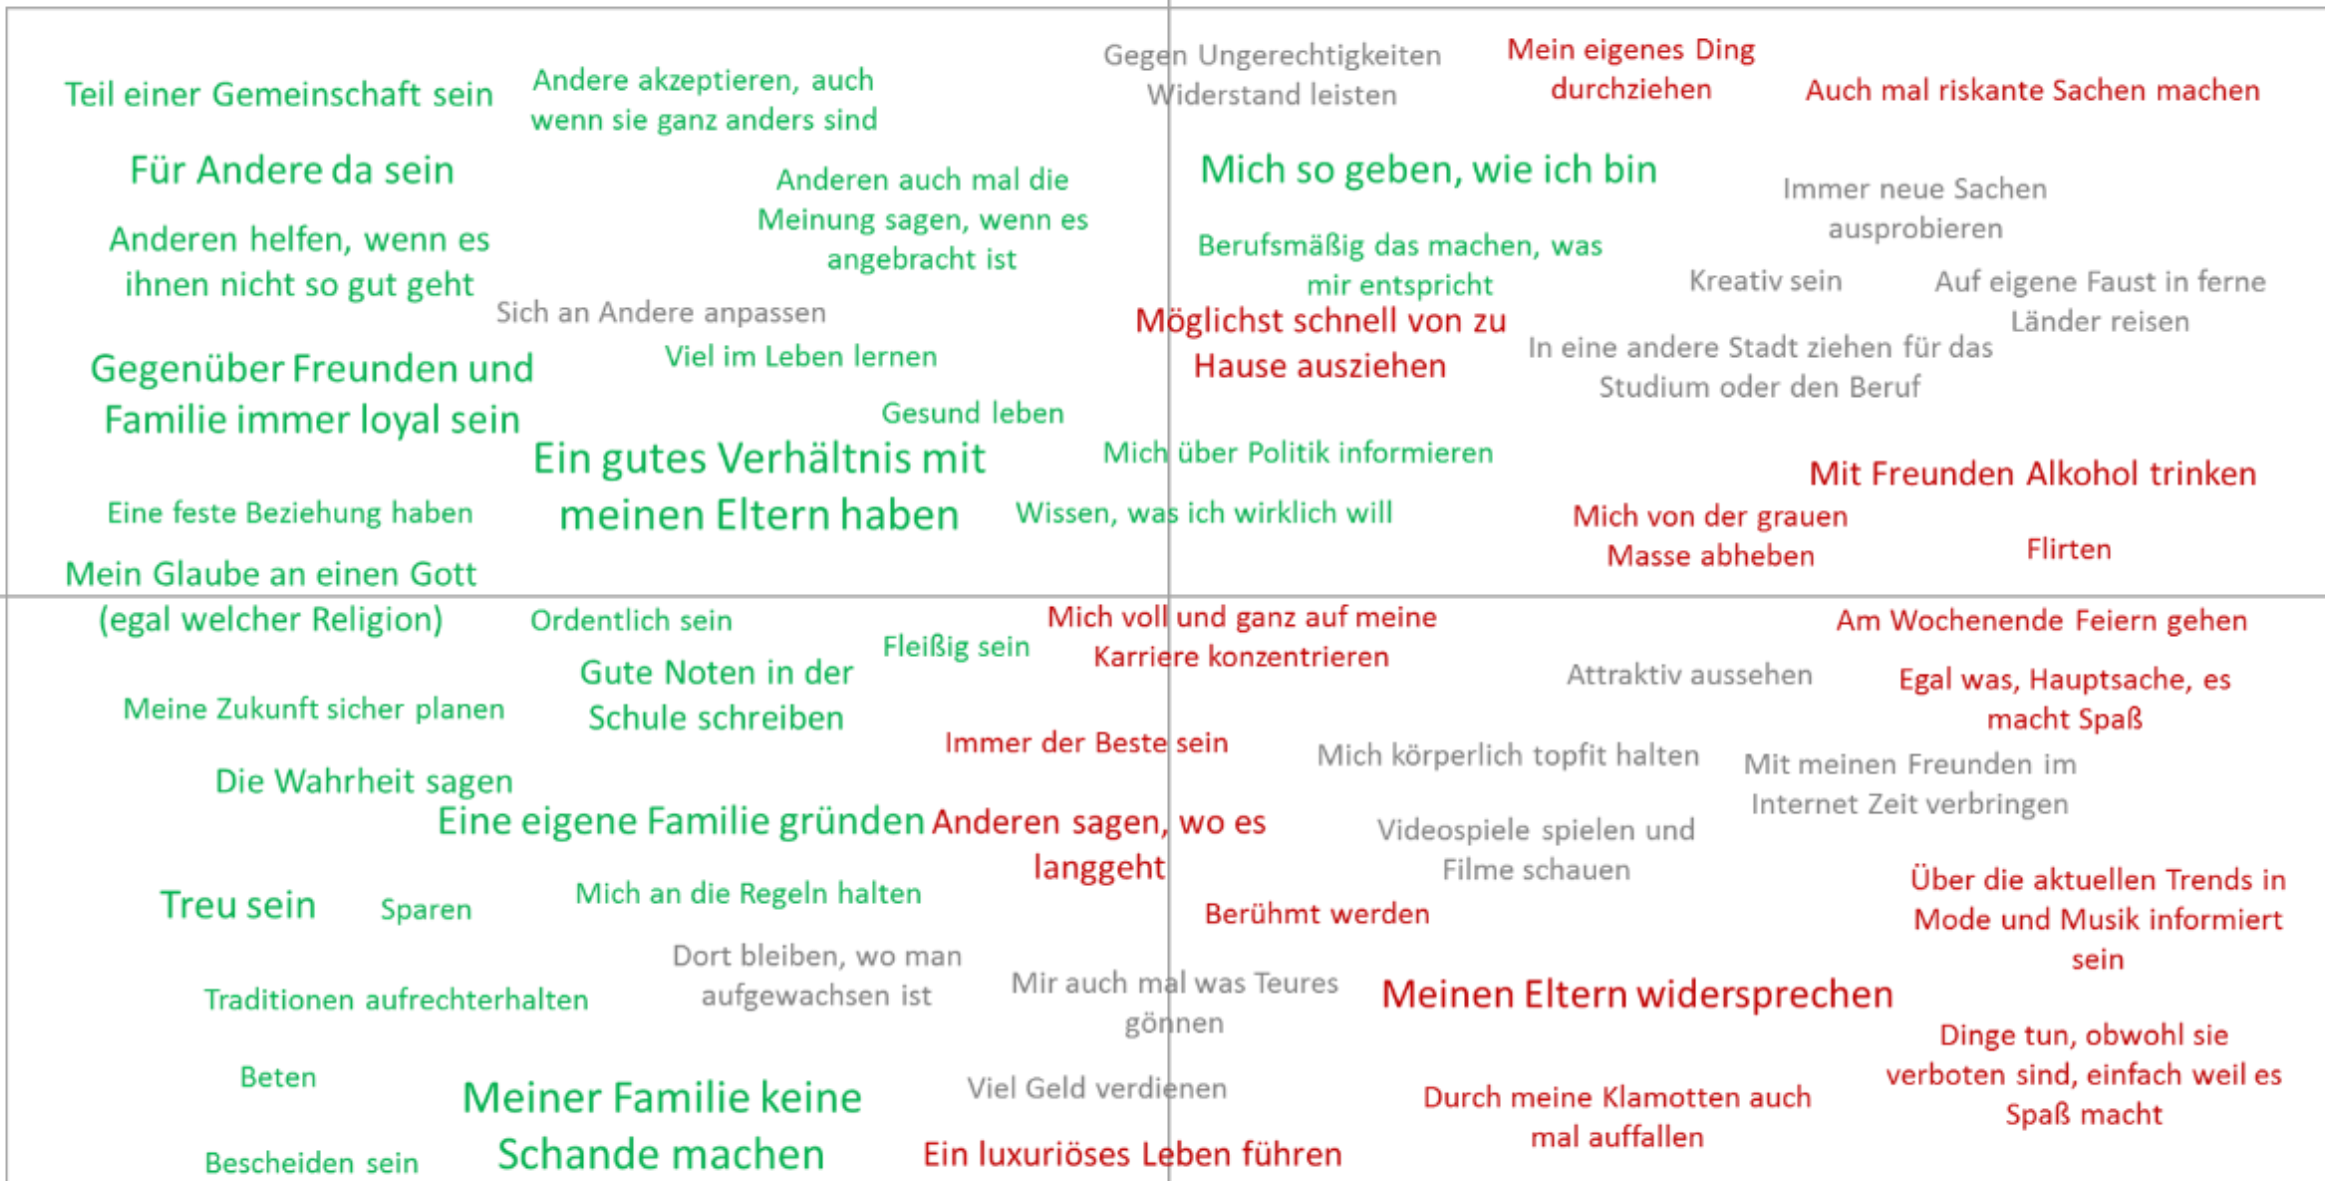 Teil einer Gemeinschaft sein
Andere akzeptieren, auch
wenn sie ganz anders sind
Für Andere da sein
Anderen auch mal die
Meinung sagen, wenn es
angebracht ist
Anderen helfen, wenn es
ihnen nicht so gut geht
Sich an Andere anpassen
Viel im Leben lernen
Gegenüber Freunden und
Familie immer loyal sein
Gesund leben
Ein gutes Verhältnis mit
meinen Eltern haben
Eine feste Beziehung haben
Mein Glaube an einen Gott
(egal welcher Religion)
Gegen Ungerechtigkeiten
Widerstand leisten
Mein eigenes Ding
durchziehen
Auch mal riskante Sachen machen
Mich so geben, wie ich bin
Immer neue Sachen
ausprobieren
Berufsmäßig das machen, was
mir entspricht
Kreativ sein
Auf eigene Faust in ferne
Länder reisen
Möglichst schnell von zu
Hause ausziehen
In eine andere Stadt ziehen für das
Studium oder den Beruf
Mich über Politik informieren
Wissen, was ich wirklich will
Mit Freunden Alkohol trinken
Mich von der grauen
Masse abheben
Flirten
Ordentlich sein
Fleißig sein
Gute Noten in der
Schule schreiben
Meine Zukunft sicher planen
Die Wahrheit sagen
Eine eigene Familie gründen
Treu sein
Sparen
Mich an die Regeln halten
Dort bleiben, wo man
aufgewachsen ist
Traditionen aufrechterhalten
Beten
Meiner Familie keine
Schande machen
Bescheiden sein
Mich voll und ganz auf meine
Karriere konzentrieren
Immer der Beste sein
Anderen sagen, wo es
langgeht
Am Wochenende Feiern gehen
Attraktiv aussehen
Egal was, Hauptsache, es
macht Spaß
Mich körperlich topfit halten
Mit meinen Freunden im
Internet Zeit verbringen
Videospiele spielen und
Filme schauen
Berühmt werden
Über die aktuellen Trends in
Mode und Musik informiert
sein
Mir auch mal was Teures
gönnen
Meinen Eltern widersprechen
Dinge tun, obwohl sie
verboten sind, einfach weil es
Spaß macht
Viel Geld verdienen
Durch meine Klamotten auch
mal auffallen
Ein luxuriöses Leben führen